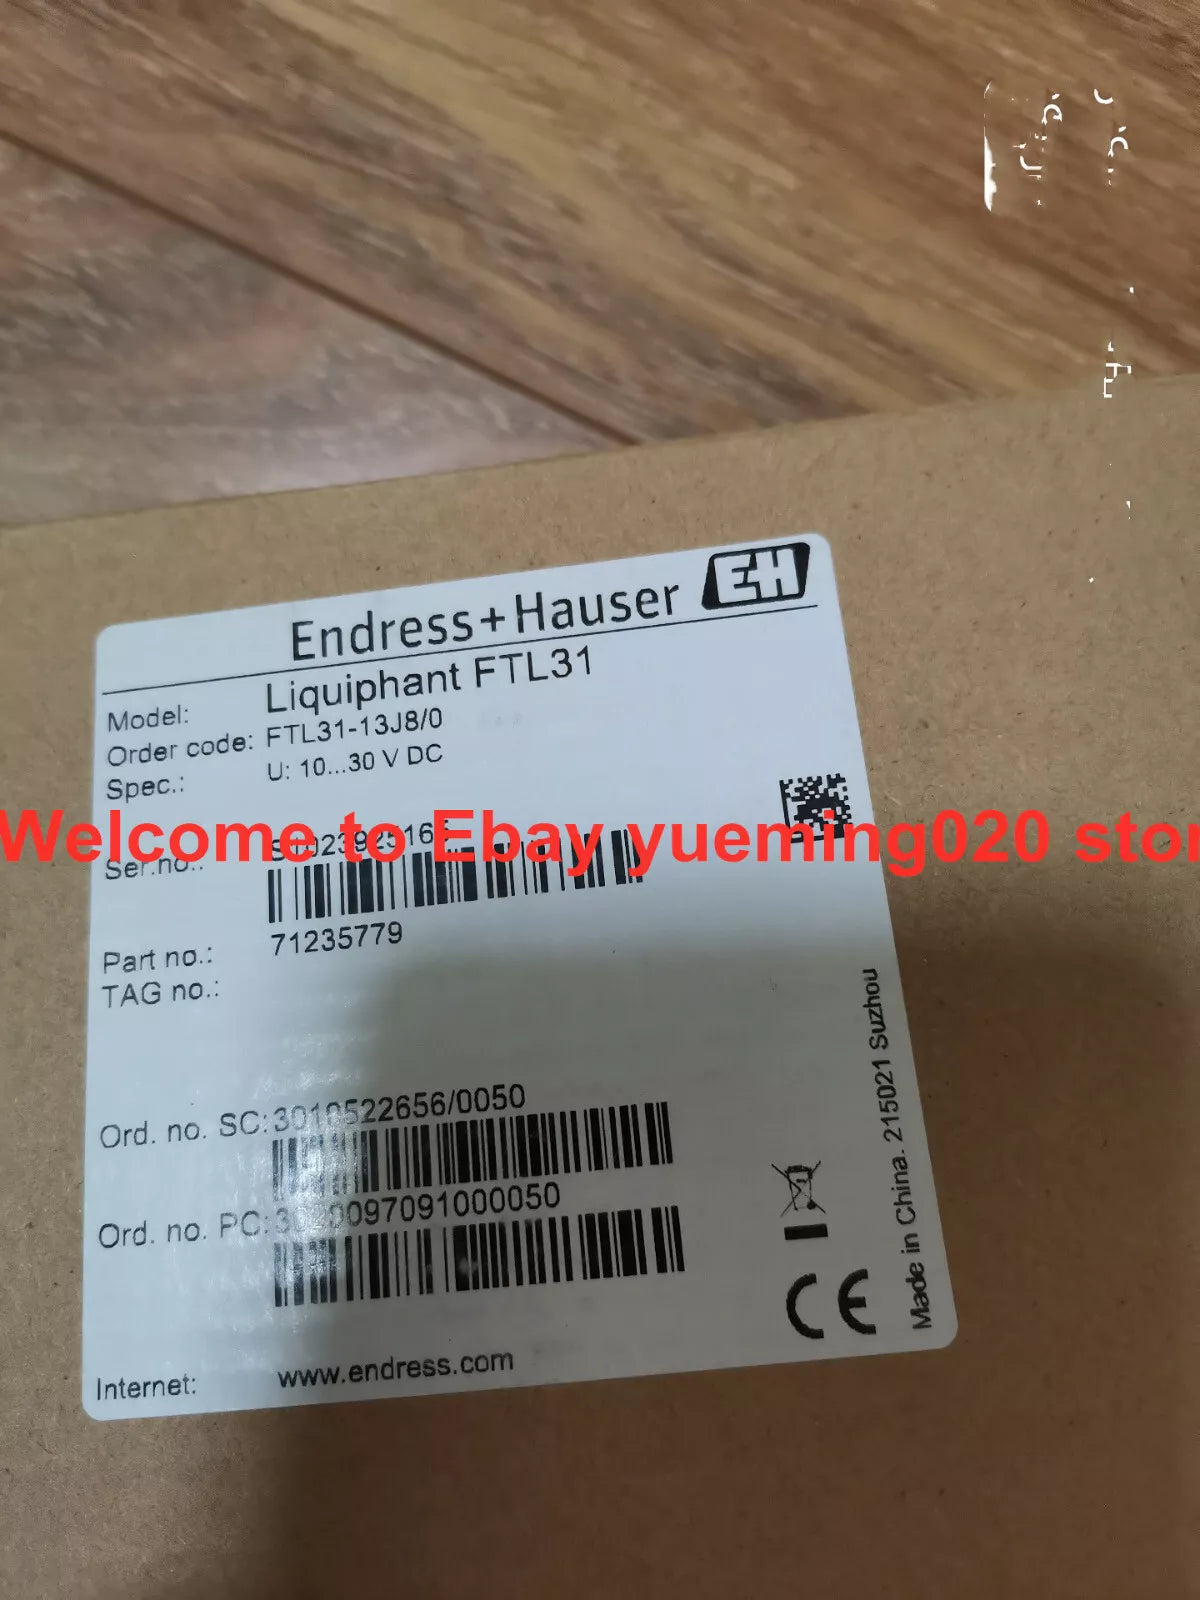 Endress+Hauser EH
Model: Liquiphant FTL31
Order code: FTL31-13J8/0
Spec.: U: 10...30 V DC
Welcome to Ebay yueming020 stor
Ser.no.:
Part no.: 71235779
TAG no.:
Ord. no. SC: 3010522656/0050
Ord. no. PC:
Made in China. 215021 Suzhou
CE
Internet: www.endress.com